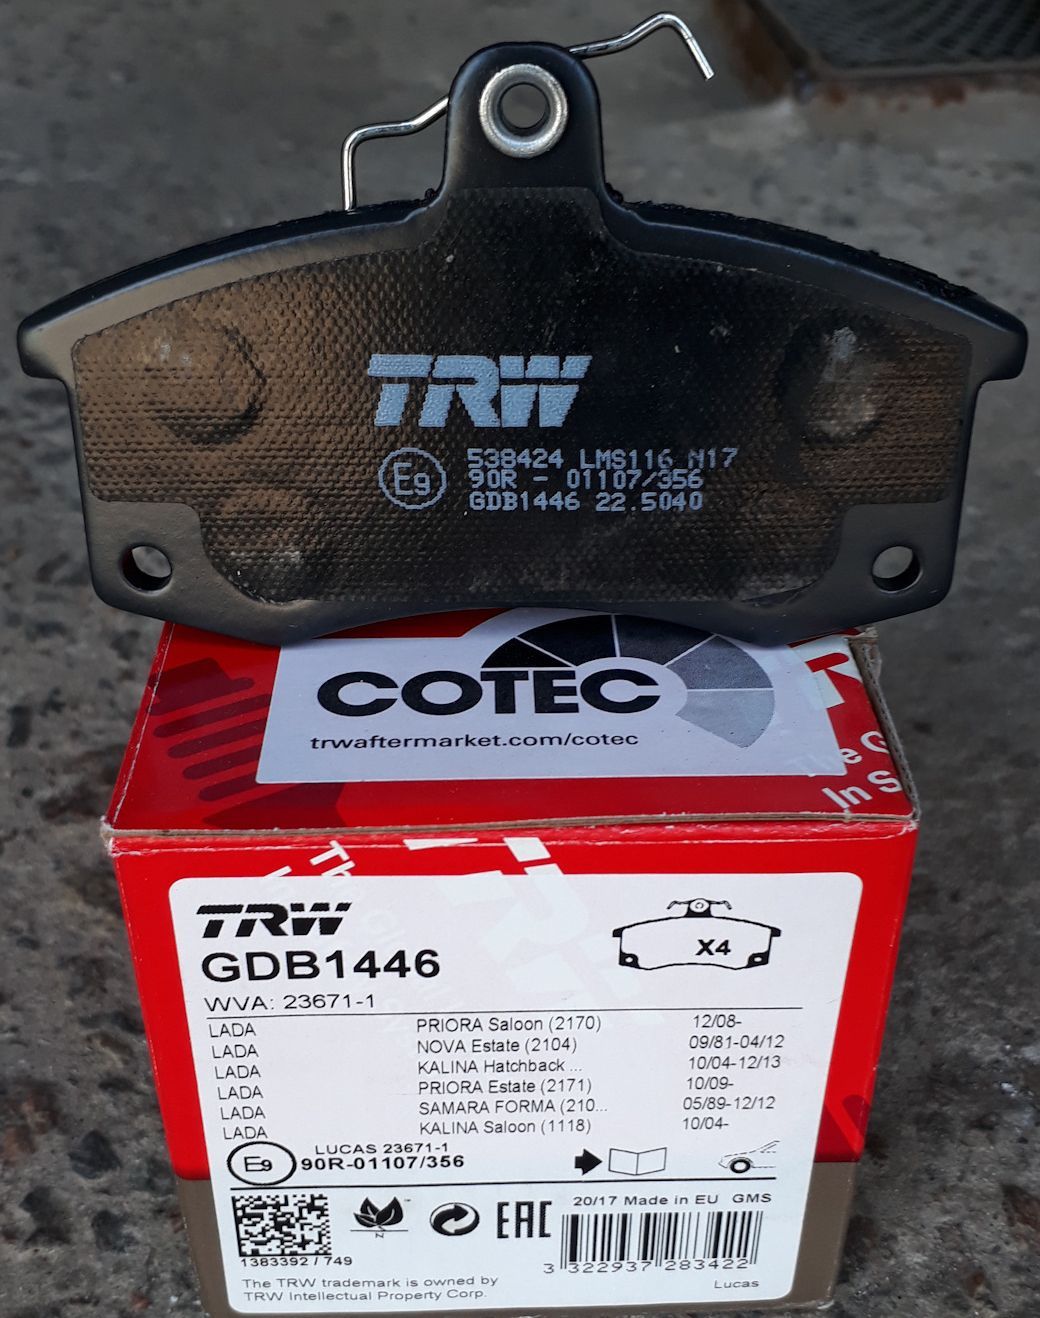 TRW
538424 LMS116 N17
E9 90R - 01107/356
GDB1446 22.5040
COTEC
trwaftermarket.com/cotec
The G
In S
TRW
GDB1446
X4
WVA: 23671-1
LADA PRIORA Saloon (2170) 12/08-
LADA NOVA Estate (2104) 09/81-04/12
LADA KALINA Hatchback ... 10/04-12/13
LADA PRIORA Estate (2171) 10/09-
LADA SAMARA FORMA (210... 05/89-12/12
LADA KALINA Saloon (1118) 10/04-
LUCAS 23671-1
E9 90R-01107/356
20/17 Made in EU GMS
N
EAC
1383392 / 749
3 322937 283422
The TRW trademark is owned by
TRW Intellectual Property Corp.
Lucas